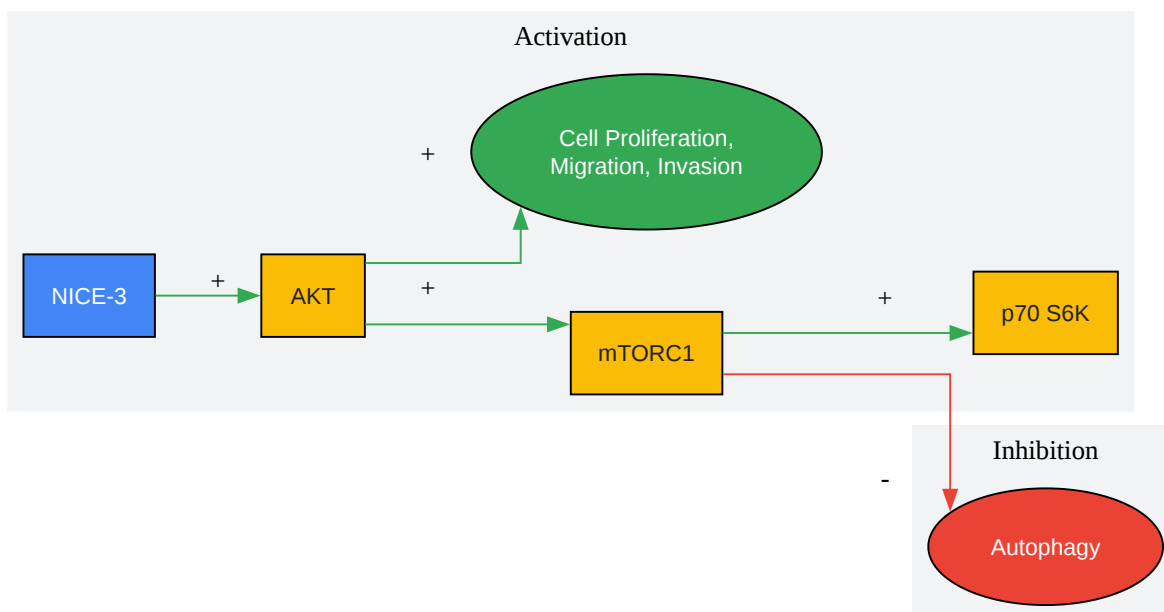 Activation
Cell Proliferation,
Migration, Invasion
+
NICE-3
+
AKT
+
+
p70 S6K
mTORC1
Inhibition
-
Autophagy